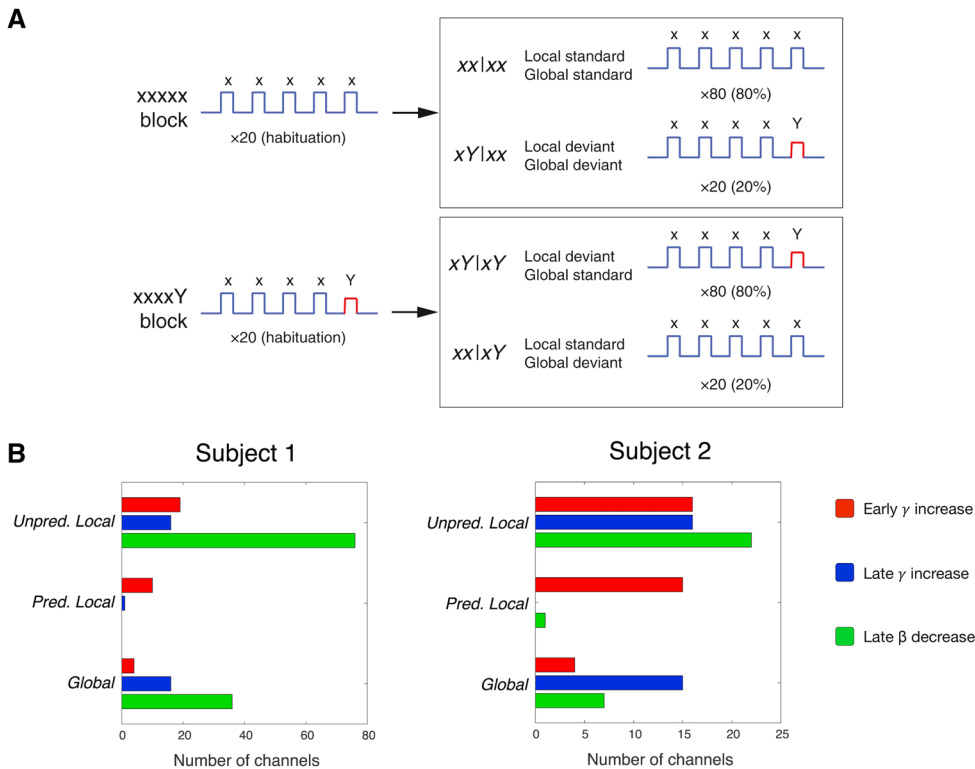 A
xxxxx
block
x x x x x
×20 (habituation)
xx|xx
Local standard
Global standard
x x x x x
×80 (80%)
xY|xx
Local deviant
Global deviant
x x x x Y
×20 (20%)
xxxxY
block
x x x x Y
×20 (habituation)
xY|xY
Local deviant
Global standard
x x x x Y
×80 (80%)
xx|xY
Local standard
Global deviant
x x x x x
×20 (20%)
B
Subject 1
Unpred. Local
Pred. Local
Global
0 20 40 60 80
Number of channels
Subject 2
Unpred. Local
Pred. Local
Global
0 5 10 15 20 25
Number of channels
Early γ increase
Late γ increase
Late β decrease